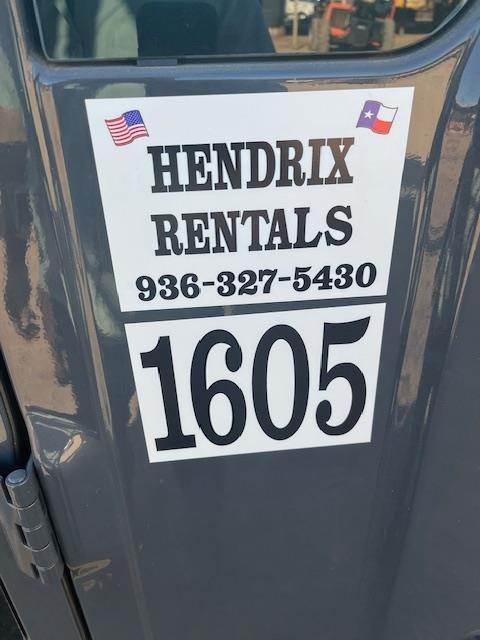 HENDRIX
RENTALS
936-327-5430
1605